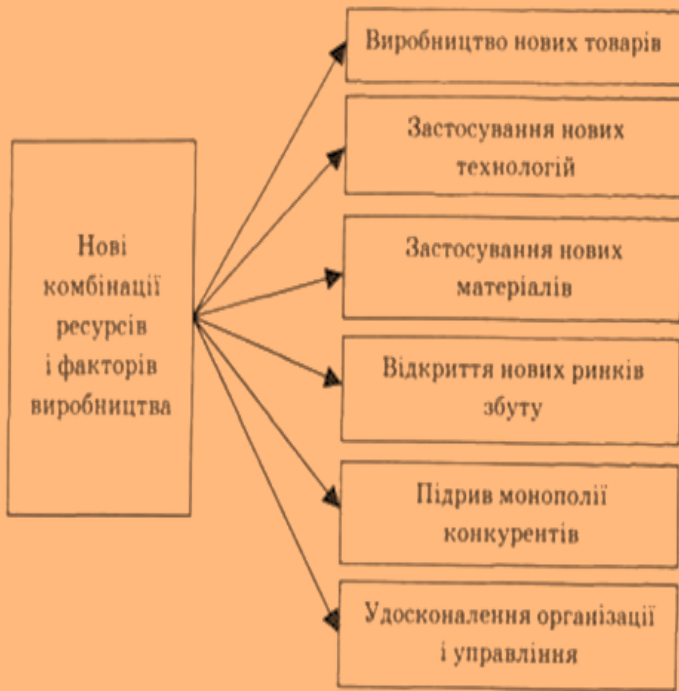 Нові
комбінації
ресурсів
і факторів
виробництва
Виробництво нових товарів
Застосування нових
технологій
Застосування нових
матеріалів
Відкриття нових ринків
збуту
Підрив монополії
конкурентів
Удосконалення організації
і управління